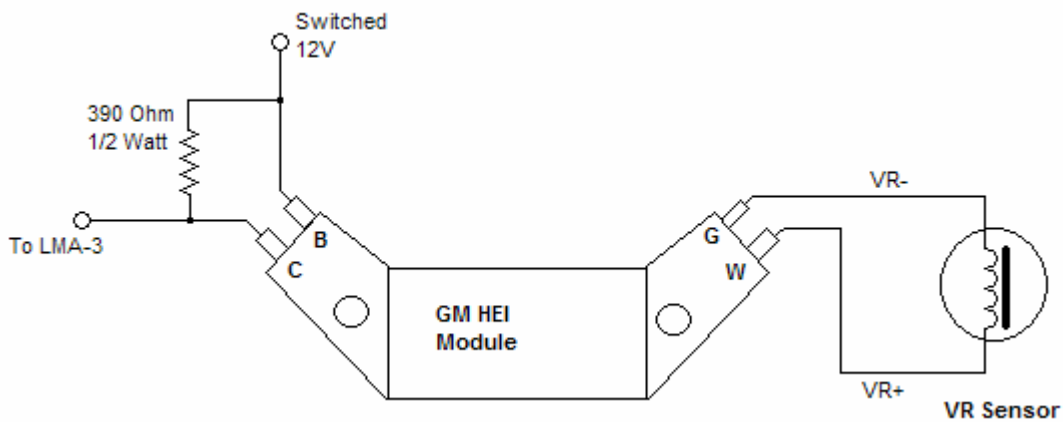 Switched
12V
390 Ohm
1/2 Watt
To LMA-3
B
C
GM HEI
Module
G
W
VR-
VR+
VR Sensor